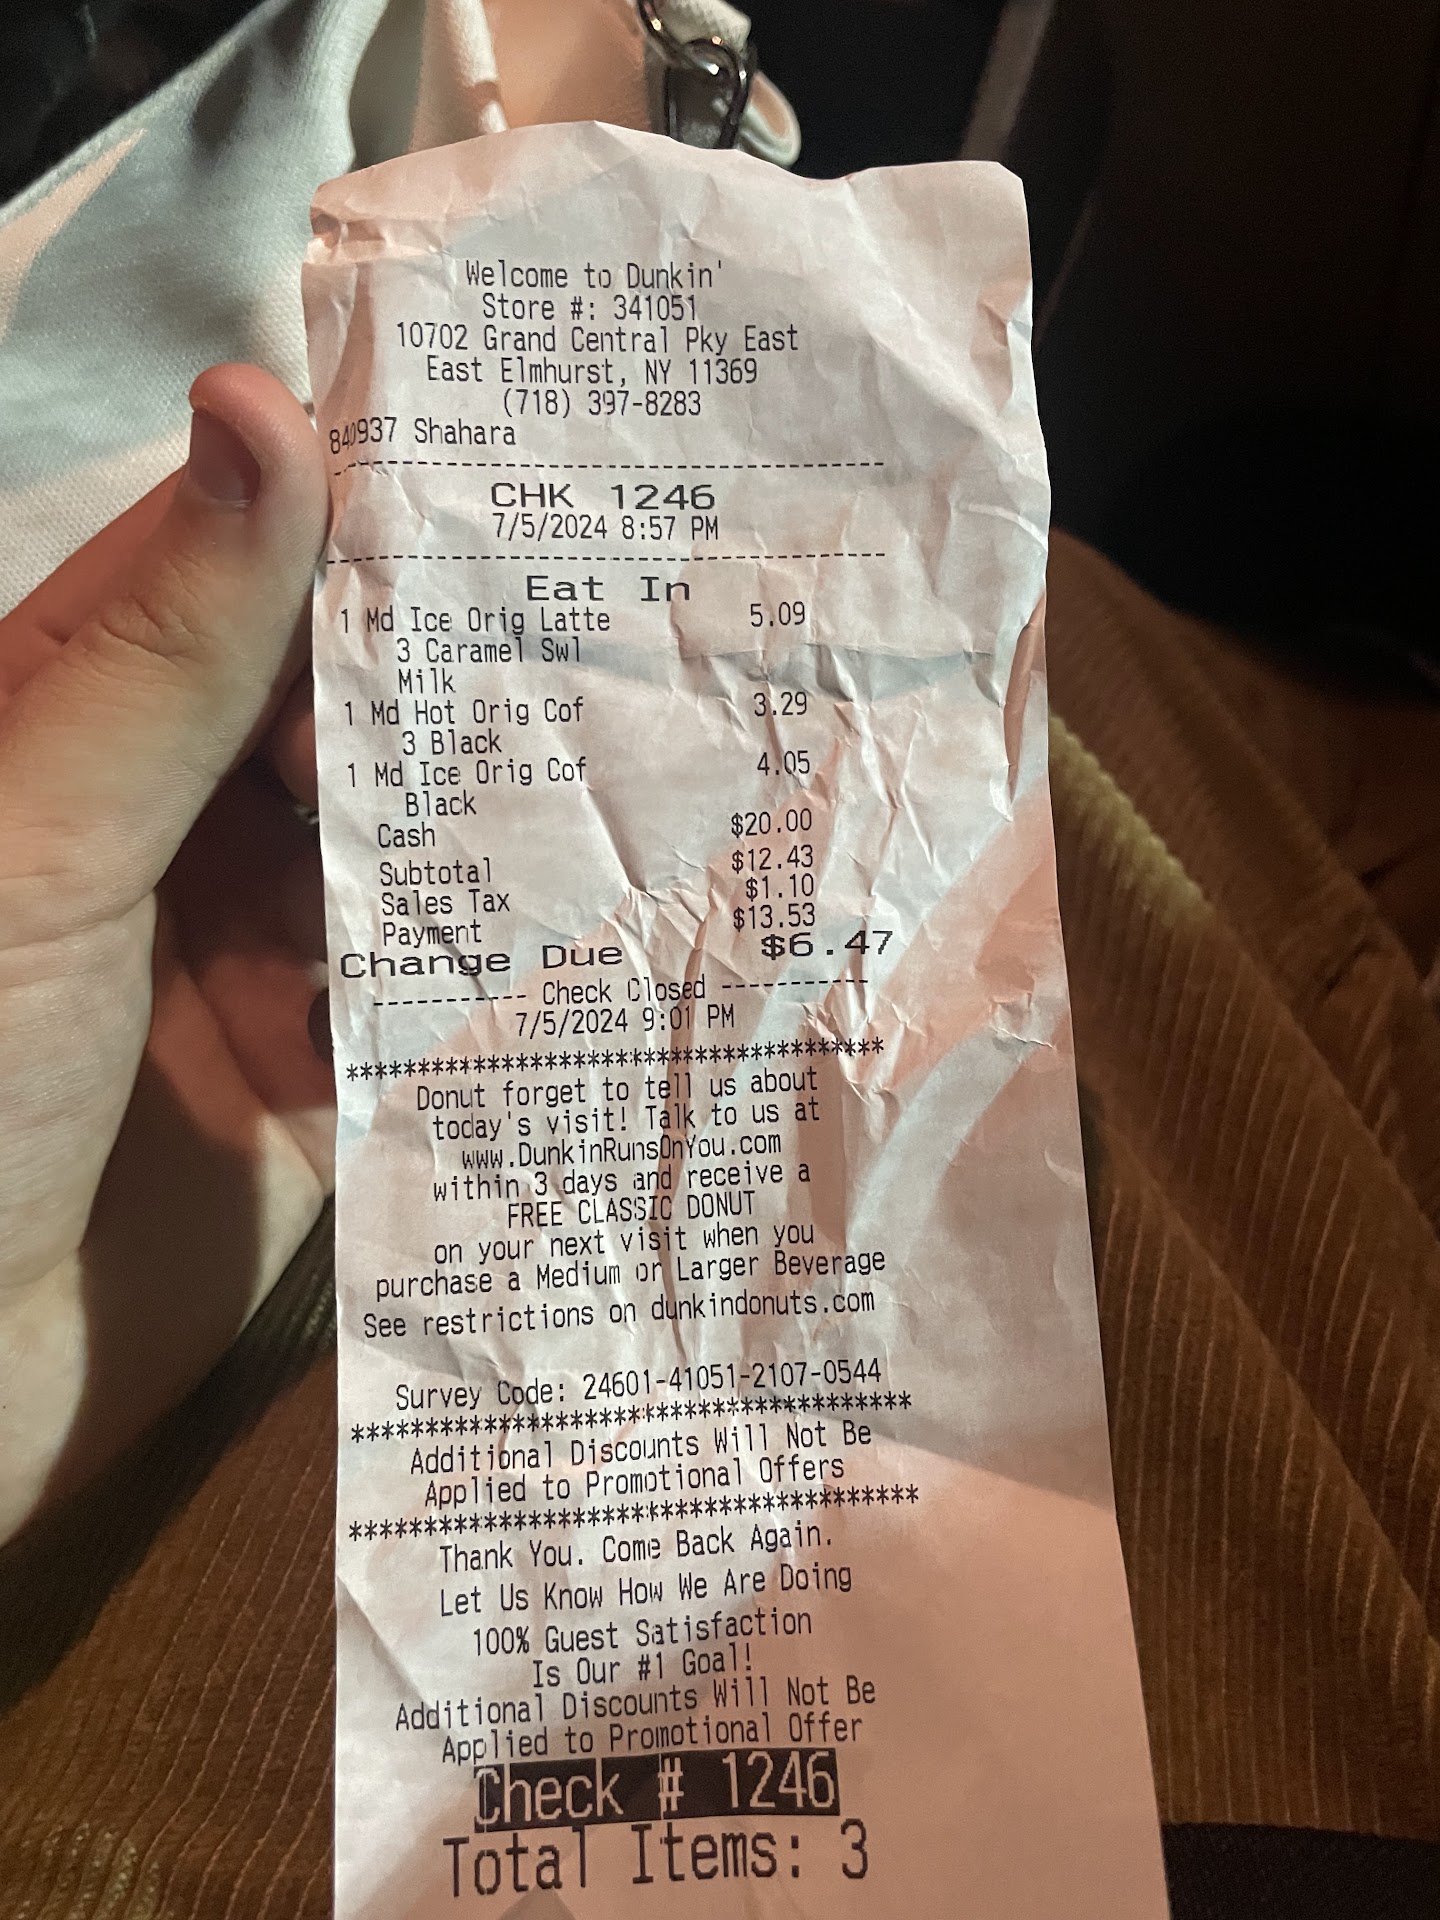 Welcome to Dunkin'
Store #: 341051
10702 Grand Central Pky East
East Elmhurst, NY 11369
(718) 397-8283
840937 Shahara
--------------------------------------
CHK 1246
7/5/2024 8:57 PM
--------------------------------------
Eat In
1 Md Ice Orig Latte 5.09
3 Caramel Swl
Milk
1 Md Hot Orig Cof 3.29
3 Black
1 Md Ice Orig Cof 4.05
Black
Cash $20.00
Subtotal $12.43
Sales Tax $1.10
Payment $13.53
Change Due $6.47
----------- Check Closed -----------
7/5/2024 9:01 PM
**************************************
Donut forget to tell us about
today's visit! Talk to us at
www.DunkinRunsOnYou.com
within 3 days and receive a
FREE CLASSIC DONUT
on your next visit when you
purchase a Medium or Larger Beverage
See restrictions on dunkindonuts.com
Survey Code: 24601-41051-2107-0544
**************************************
Additional Discounts Will Not Be
Applied to Promotional Offers
**************************************
Thank You. Come Back Again.
Let Us Know How We Are Doing
100% Guest Satisfaction
Is Our #1 Goal!
Additional Discounts Will Not Be
Applied to Promotional Offer
Check # 1246
Total Items: 3